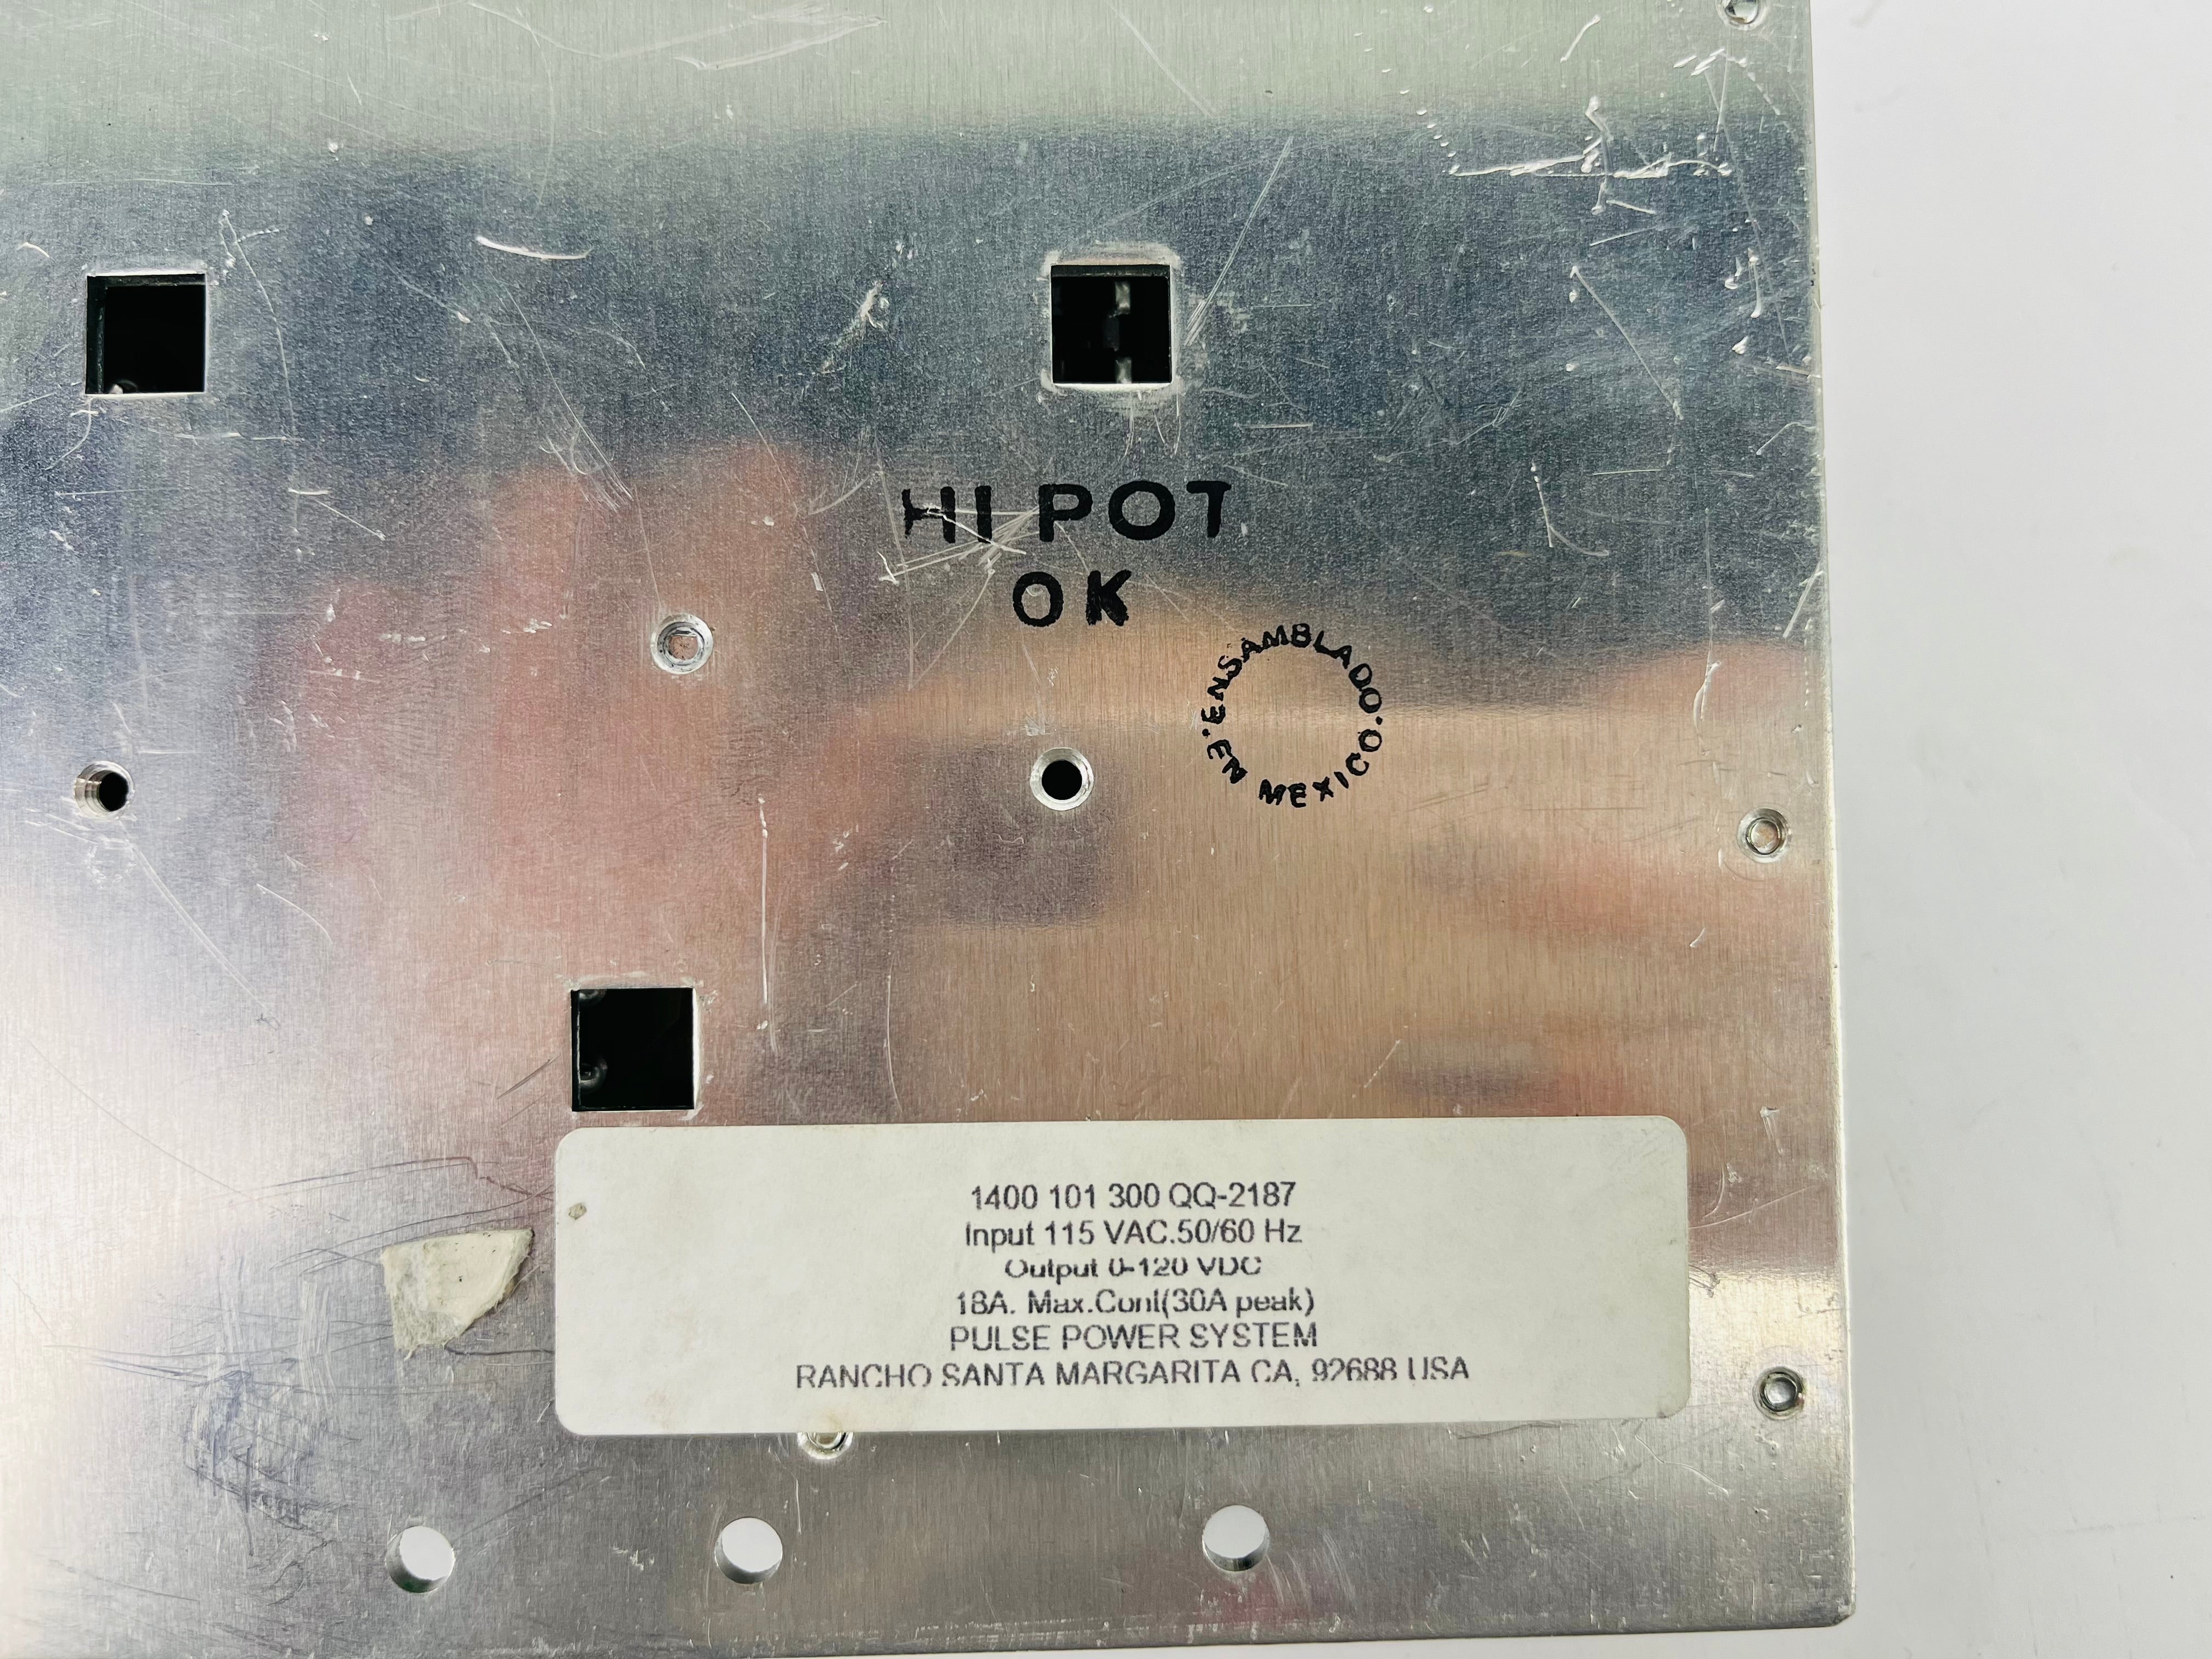 HI POT
OK
.ENSAMBLADO.
EN MEXICO
1400 101 300 QQ-2187
Input 115 VAC.50/60 Hz
Output 0-120 VDC
18A. Max.Cont(30A peak)
PULSE POWER SYSTEM
RANCHO SANTA MARGARITA CA, 92688 USA